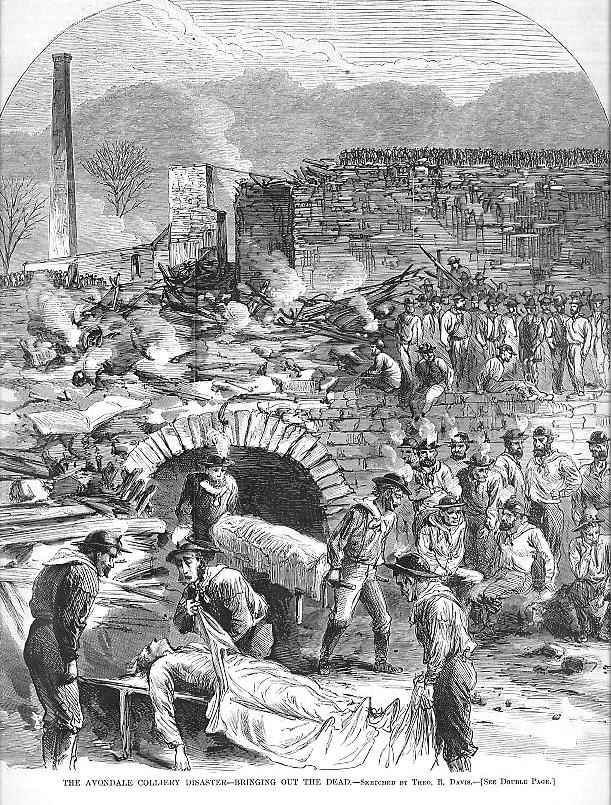 THE AVONDALE COLLIERY DISASTER—BRINGING OUT THE DEAD.—Sketched by Theo. R. Davis.—[See Double Page.]